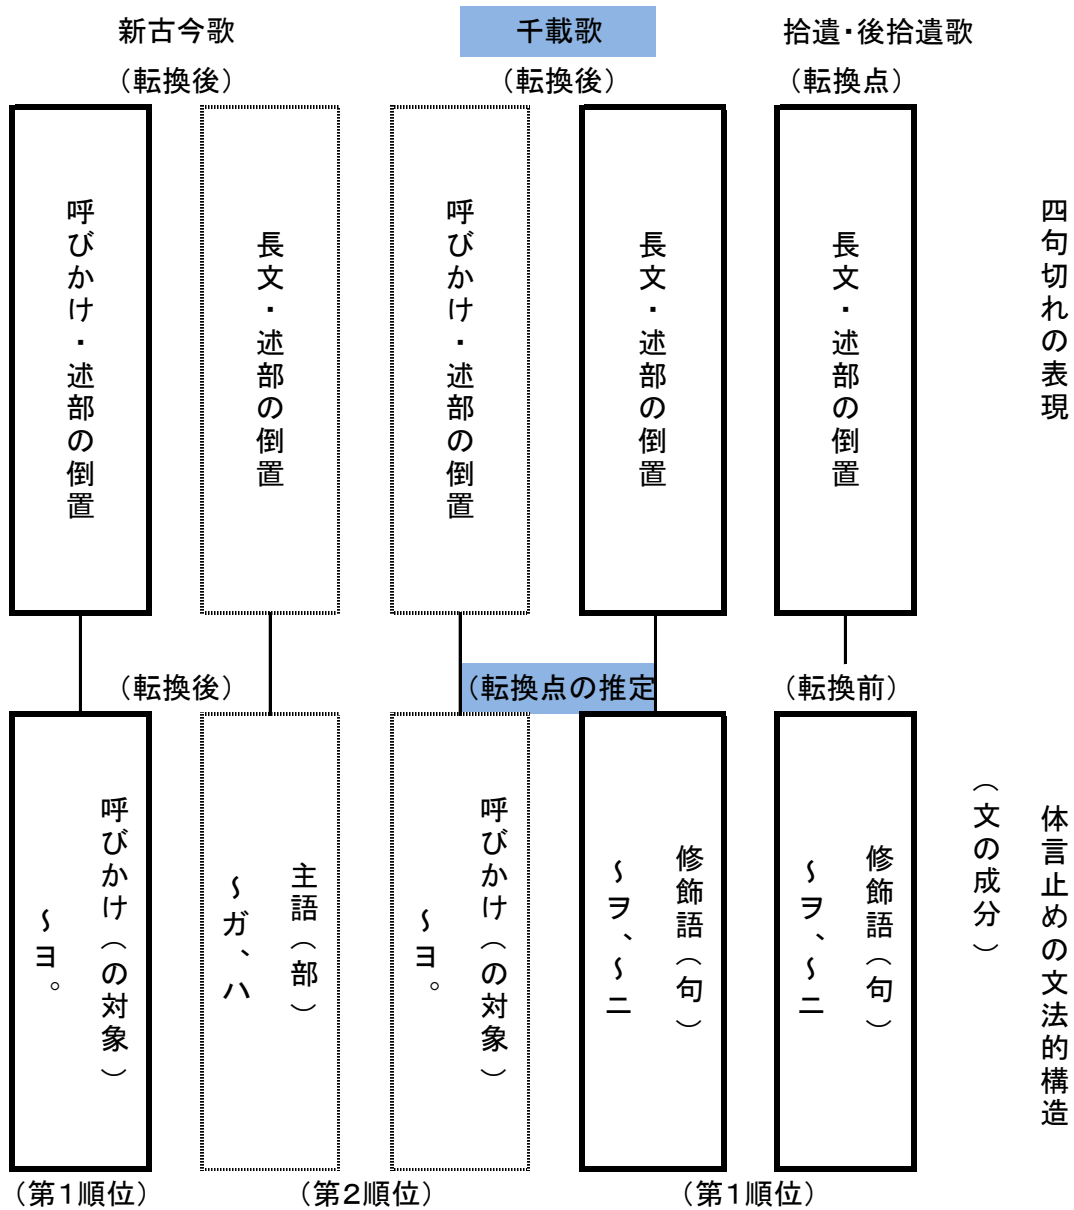 新古今歌
千載歌
拾遺・後拾遺歌
（転換後）
（転換後）
（転換点）
四句切れの表現
長文・述部の倒置
長文・述部の倒置
呼びかけ・述部の倒置
長文・述部の倒置
呼びかけ・述部の倒置
（転換後）
（転換点の推定
（転換前）
体言止めの文法的構造
（文の成分）
修飾語（句）
～ヲ、～ニ
修飾語（句）
～ヲ、～ニ
呼びかけ（の対象）
～ヨ。
主語（部）
～ガ、ハ
呼びかけ（の対象）
～ヨ。
（第１順位）
（第２順位）
（第１順位）